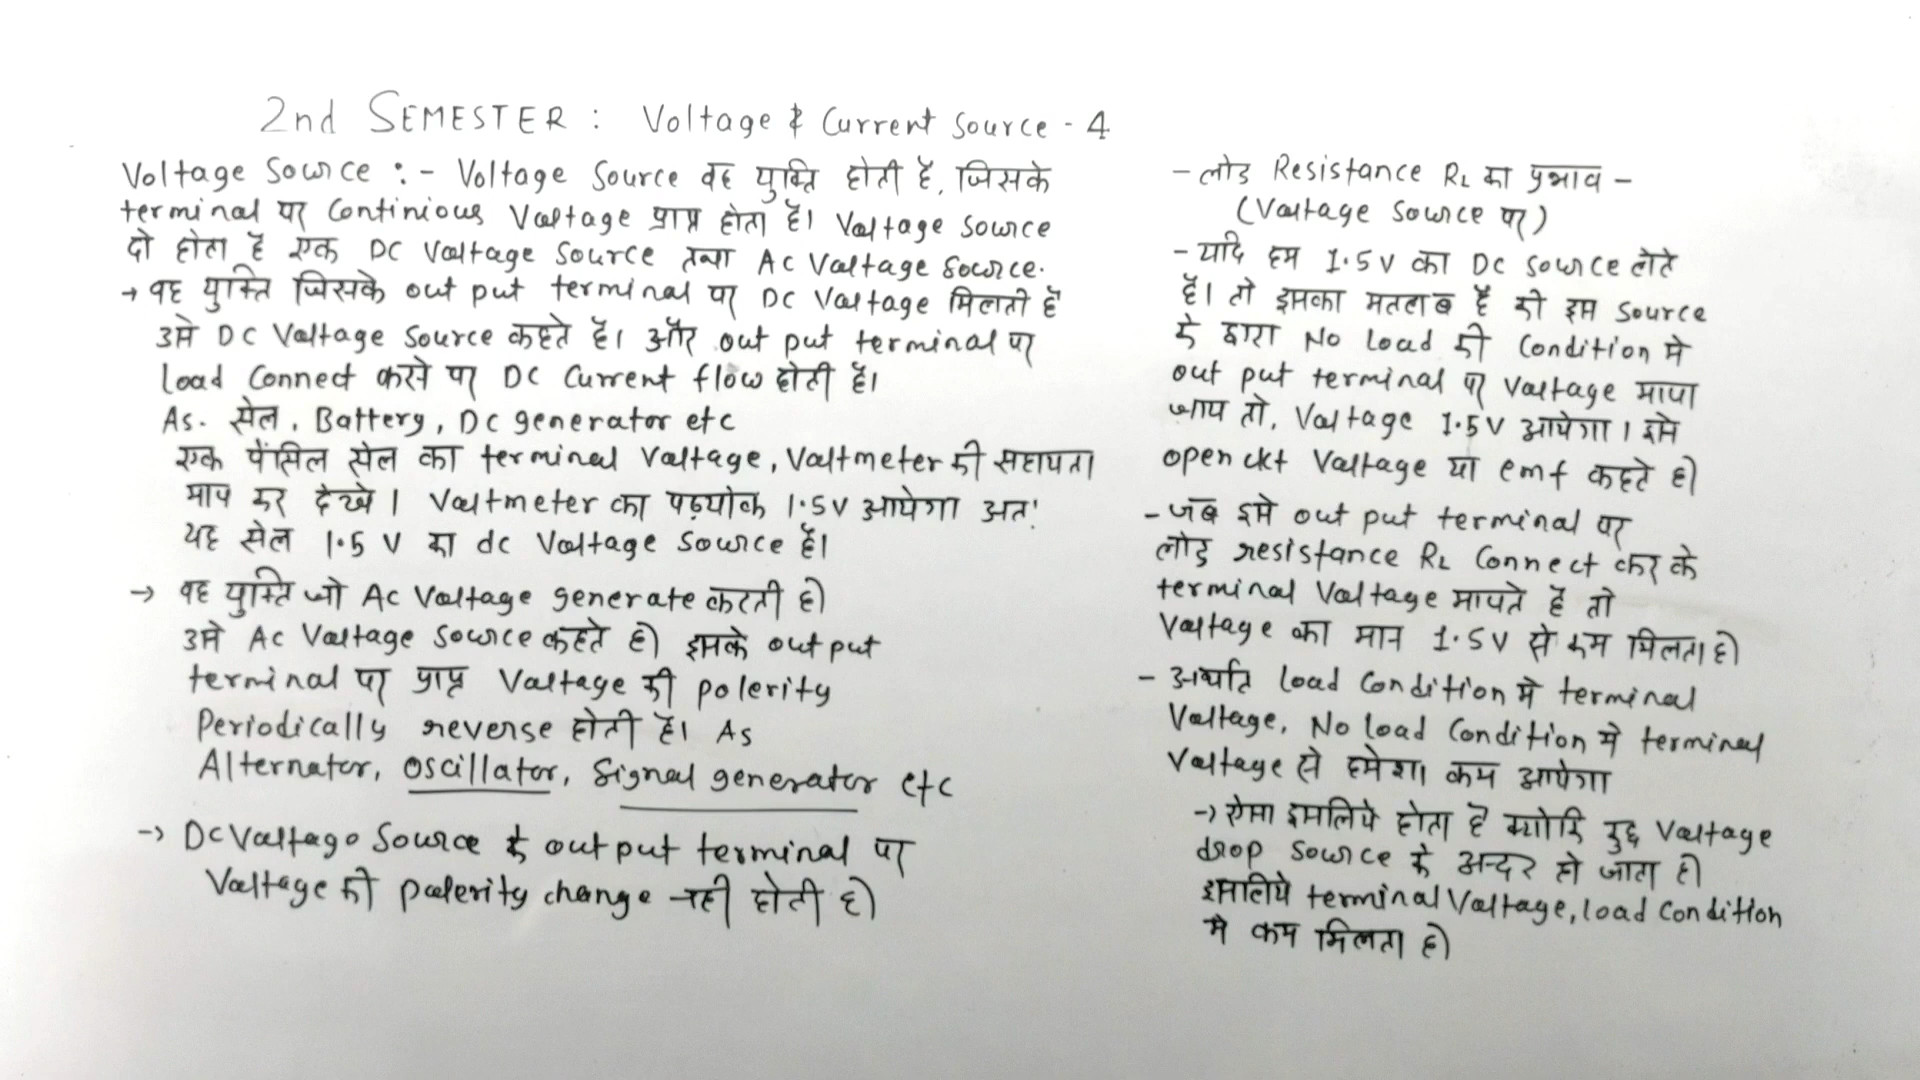 2nd SEMESTER : Voltage & Current Source - 4
Voltage Source :- Voltage Source वह युक्ति होती है, जिसके
terminal पर Continious Voltage प्राप्त होता है। Voltage Source
दो होता है एक DC Voltage Source तथा AC Voltage Source.
→ वह युक्ति जिसके out put terminal पर DC Voltage मिलती है
उसे DC Voltage Source कहते है। और out put terminal पर
Load Connect करने पर DC Current flow होती है।
As. सेल, Battery, DC generator etc
एक पेंसिल सेल का terminal Voltage, Voltmeter की सहायता
माप कर देखे। Voltmeter का पढ़योंक 1.5V आयेगा अत:
यह सेल 1.5 V का dc Voltage Source है।
→ वह युक्ति जो AC Voltage generate करती है।
उसे AC Voltage Source कहते है। इसके out put
terminal पर प्राप्त Voltage की polerity
Periodically reverse होती है। As
Alternator, oscillator, Signal generator etc
→ DC Voltage Source के out put terminal पर
Voltage की polerity change नही होती है।
- लोड Resistance RL का प्रभाव -
(Voltage Source पर)
- यदि हम 1.5V का DC Source लेते
है। तो इसका मतलब है की इस Source
के द्वारा No Load की Condition मे
out put terminal पर Voltage मापा
जाय तो, Voltage 1.5V आयेगा। इसे
open ckt Voltage या emf कहते है।
- जब इसे out put terminal पर
लोड resistance RL Connect कर के
terminal Voltage मापते है तो
Voltage का मान 1.5V से कम मिलता है।
- अर्थात Load Condition मे terminal
Voltage, No load Condition मे terminal
Voltage से हमेशा कम आयेगा
→ ऐसा इसलिये होता है क्योकि कुछ Voltage
drop Source के अन्दर हो जाता है।
इसलिये terminal Voltage, load Condition
मे कम मिलता है।